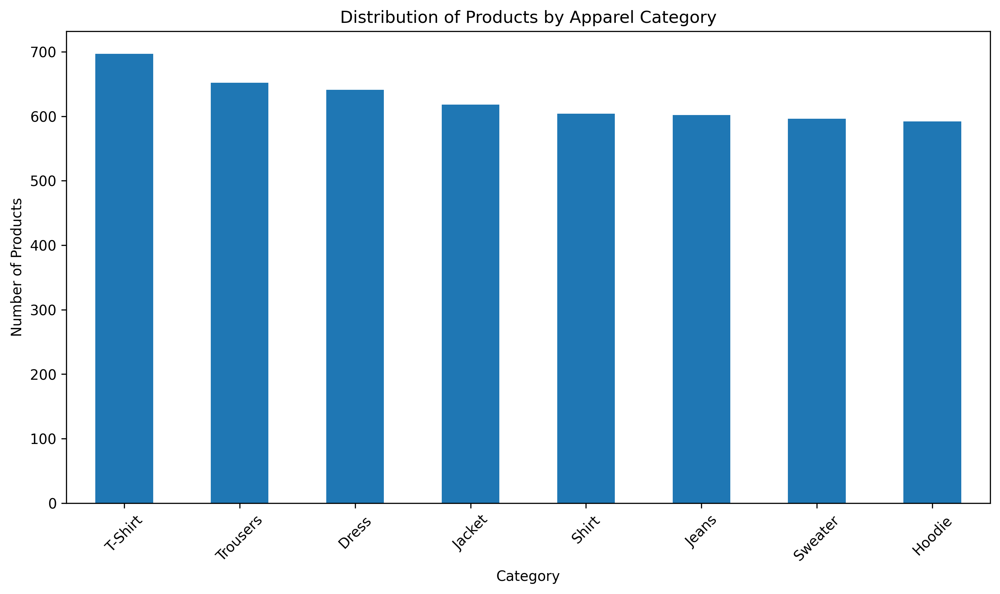 Distribution of Products by Apparel Category
Number of Products
700
600
500
400
300
200
100
0
T-Shirt
Trousers
Dress
Jacket
Shirt
Jeans
Sweater
Hoodie
Category